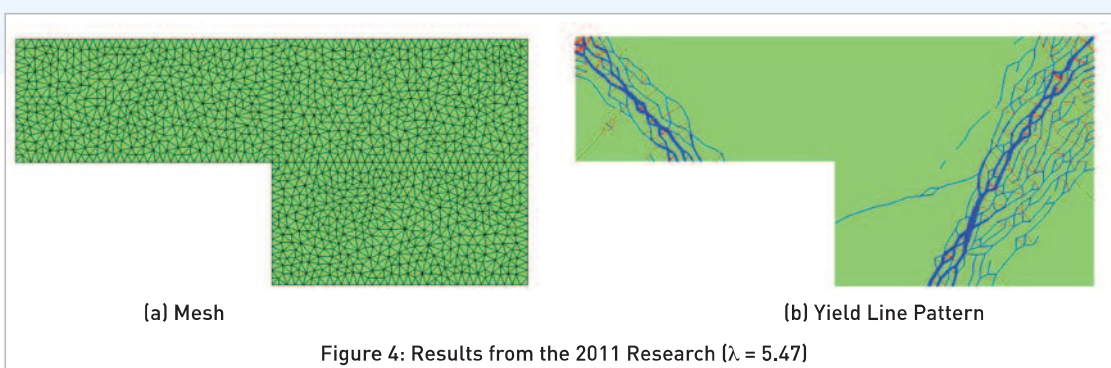 (a) Mesh
(b) Yield Line Pattern
Figure 4: Results from the 2011 Research (λ = 5.47)